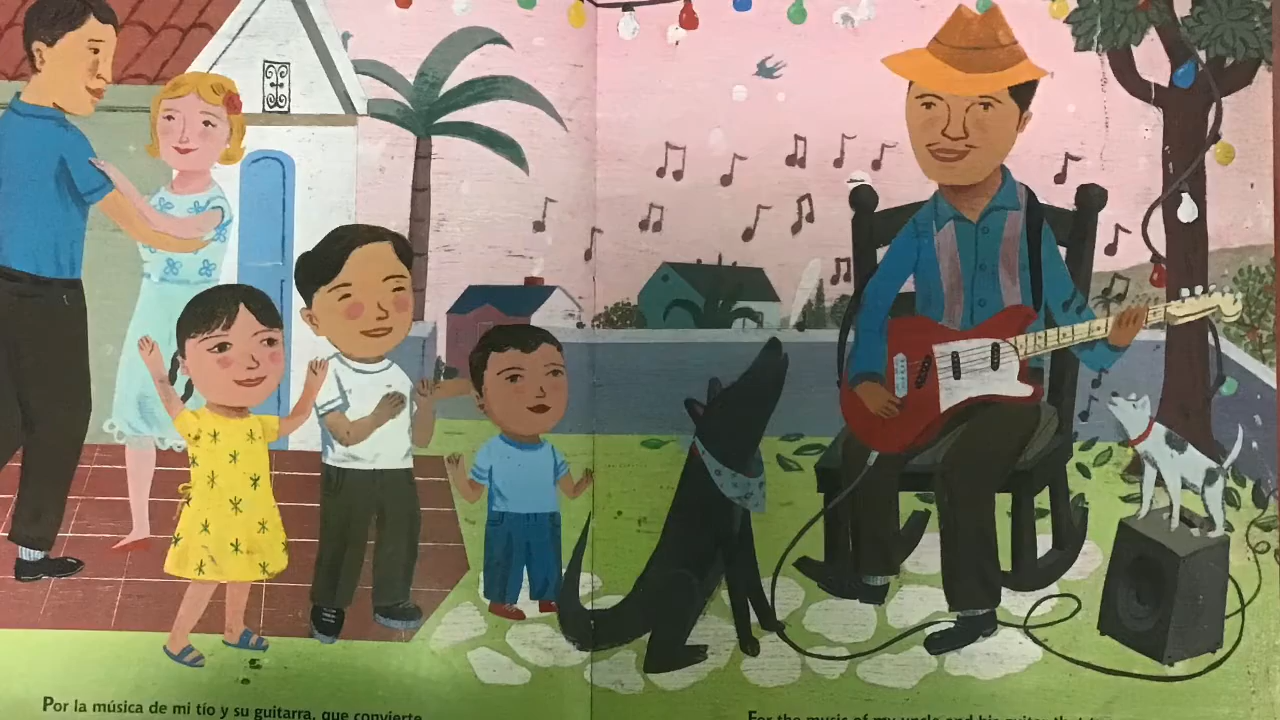 Por la música de mi tío y su guitarra, que convierte
For the music of my uncle and his guitar, that